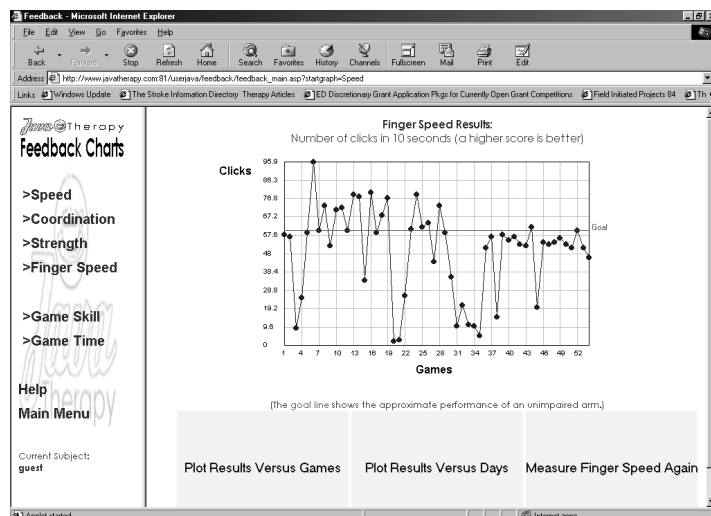 Feedback - Microsoft Internet Explorer
File Edit View Go Favorites Help
Back Forward Stop Refresh Home Search Favorites History Channels Fullscreen Mail Print Edit
Address http://www.javatherapy.com:81/userjava/feedback/feedback_main.asp?startgraph=Speed
Links Windows Update The Stroke Information Directory Therapy Articles ED Discretionary Grant Application Pkgs for Currently Open Grant Competitions Field Initiated Projects 84 Th
Java Therapy
Feedback Charts
>Speed
>Coordination
>Strength
>Finger Speed
>Game Skill
>Game Time
Help
Main Menu
Java Therapy
Current Subject:
guest
Finger Speed Results:
Number of clicks in 10 seconds (a higher score is better)
Clicks
95.9
86.3
76.8
67.2
57.6
48
38.4
28.8
19.2
9.6
0
Goal
1 4 7 10 13 16 19 22 25 28 31 34 37 40 43 46 49 52
Games
(The goal line shows the approximate performance of an unimpaired arm.)
Plot Results Versus Games Plot Results Versus Days Measure Finger Speed Again
Applet started Internet zone